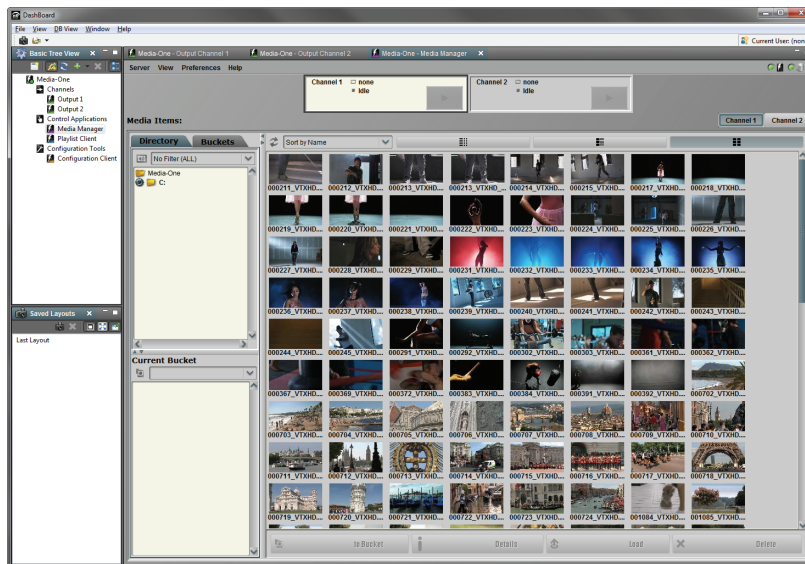 DashBoard
File View DB View Window Help
Current User: (non
Basic Tree View
Media-One - Output Channel 1
Media-One - Output Channel 2
Media-One - Media Manager
Server View Preferences Help
Media-One
Channels
Output 1
Output 2
Control Applications
Media Manager
Playlist Client
Configuration Tools
Configuration Client
Channel 1 none
Idle
Channel 2 none
Idle
Media Items:
Channel 1 Channel 2
Directory Buckets
Sort by Name
No Filter (ALL)
Media-One
C:
000211_VTXHD... 000212_VTXHD... 000213_VTXHD... 000213_VTXHD_... 000214_VTXHD... 000215_VTXHD... 000217_VTXHD... 000218_VTXHD...
000219_VTXHD... 000220_VTXHD... 000221_VTXHD... 000222_VTXHD... 000223_VTXHD... 000224_VTXHD... 000225_VTXHD... 000226_VTXHD...
000227_VTXHD... 000228_VTXHD... 000229_VTXHD... 000231_VTXHD... 000232_VTXHD... 000233_VTXHD... 000234_VTXHD... 000235_VTXHD...
000236_VTXHD... 000237_VTXHD... 000238_VTXHD... 000239_VTXHD... 000240_VTXHD... 000241_VTXHD... 000242_VTXHD... 000243_VTXHD...
000244_VTXHD... 000245_VTXHD... 000291_VTXHD... 000292_VTXHD... 000302_VTXHD... 000303_VTXHD... 000361_VTXHD... 000362_VTXHD...
000367_VTXHD... 000369_VTXHD... 000372_VTXHD... 000383_VTXHD... 000384_VTXHD... 000391_VTXHD... 000392_VTXHD... 000702_VTXHD...
000703_VTXHD... 000704_VTXHD... 000705_VTXHD... 000706_VTXHD... 000707_VTXHD... 000708_VTXHD... 000709_VTXHD... 000710_VTXHD...
000711_VTXHD... 000712_VTXHD... 000713_VTXHD... 000714_VTXHD... 000715_VTXHD... 000716_VTXHD... 000717_VTXHD... 000718_VTXHD...
000719_VTXHD... 000720_VTXHD... 000721_VTXHD... 000722_VTXHD... 000723_VTXHD... 000724_VTXHD... 001084_VTXHD... 001085_VTXHD...
Saved Layouts
Last Layout
Current Bucket
to Bucket Details Load Delete